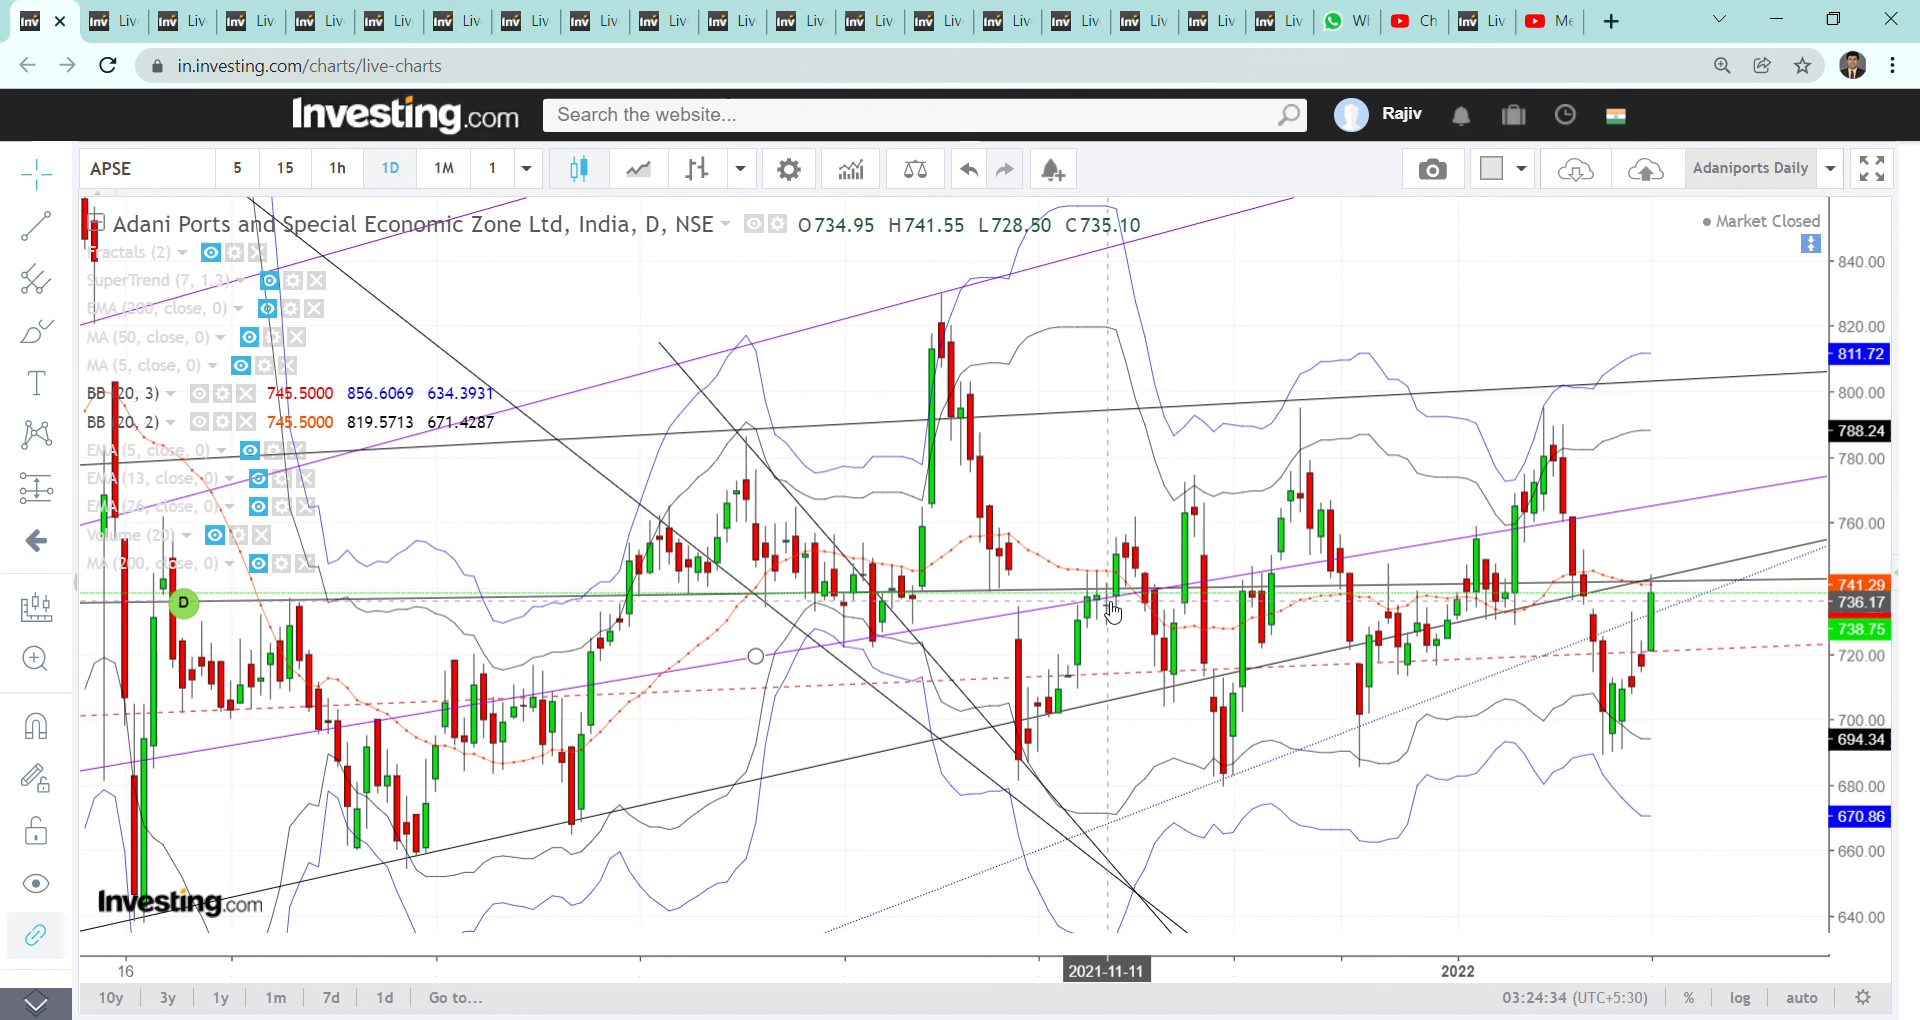 Inv Liv Liv Liv Liv Liv Liv Liv Liv Liv Liv Liv Liv Liv Liv Liv Liv Liv Liv Wl Ch Liv Me
in.investing.com/charts/live-charts
Investing.com Search the website... Rajiv
APSE 5 15 1h 1D 1M 1 Adaniports Daily
Adani Ports and Special Economic Zone Ltd, India, D, NSE O734.95 H741.55 L728.50 C735.10
Market Closed
Fractals (2)
SuperTrend (7, 1.3)
EMA (200, close, 0)
MA (50, close, 0)
MA (5, close, 0)
BB (20, 3) 745.5000 856.6069 634.3931
BB (20, 2) 745.5000 819.5713 671.4287
EMA (5, close, 0)
EMA (13, close, 0)
EMA (26, close, 0)
Volume (20)
MA (200, close, 0)
D
840.00
820.00
811.72
800.00
788.24
780.00
760.00
741.29
736.17
738.75
720.00
700.00
694.34
680.00
670.86
660.00
640.00
Investing.com
16 2021-11-11 2022
10y 3y 1y 1m 7d 1d Go to... 03:24:34 (UTC+5:30) % log auto